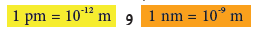 1 pm = 10⁻¹² m و 1 nm = 10⁻⁹ m